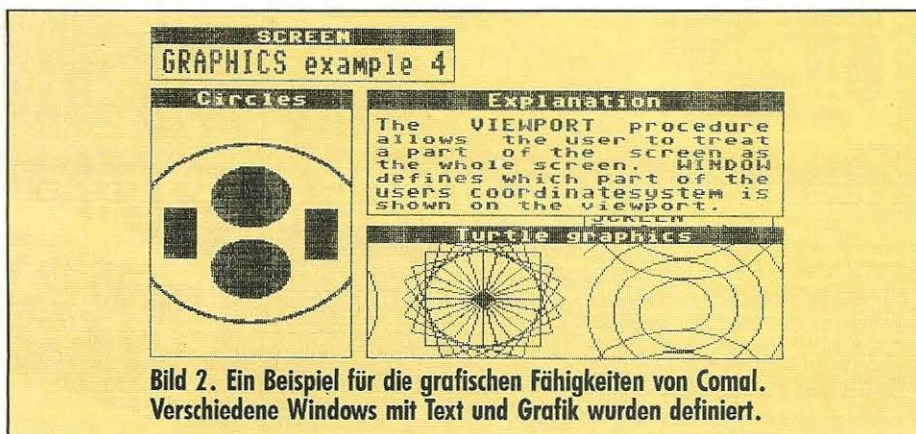 SCREEN
GRAPHICS example 4
Circles
Explanation
The VIEWPORT procedure
allows the user to treat
a part of the screen as
the whole screen. WINDOW
defines which part of the
users coordinatesystem is
shown on the viewport.
SCREEN
Turtle graphics
Bild 2. Ein Beispiel für die grafischen Fähigkeiten von Comal.
Verschiedene Windows mit Text und Grafik wurden definiert.